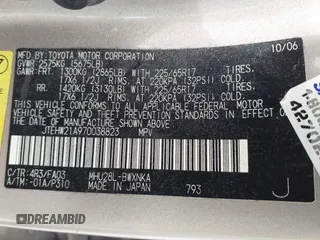 MFD. BY: TOYOTA MOTOR CORPORATION 10/06
GVWR 2575KG (5675LB)
GAWR:FRT. 1300KG (2865LB) WITH 225/65R17 TIRES,
17X6 1/2J RIMS, AT 220KPA (32PSI) COLD
RR. 1420KG (3130LB) WITH 225/65R17 TIRES,
17X6 1/2J RIMS, AT 220KPA (32PSI) COLD
THIS VEHICLE CONFORMS TO ALL APPLICABLE
FEDERAL MOTOR VEHICLE SAFETY STANDARDS
IN EFFECT ON THE DATE OF MANUFACTURE
SHOWN ABOVE.
JTEHW21A970038823 MPV
C/TR: 4R3/FA03 MHU28L-BWXNKA
A/TM: -01A/P310 MADE IN JAPAN 793 J
DREAMBID